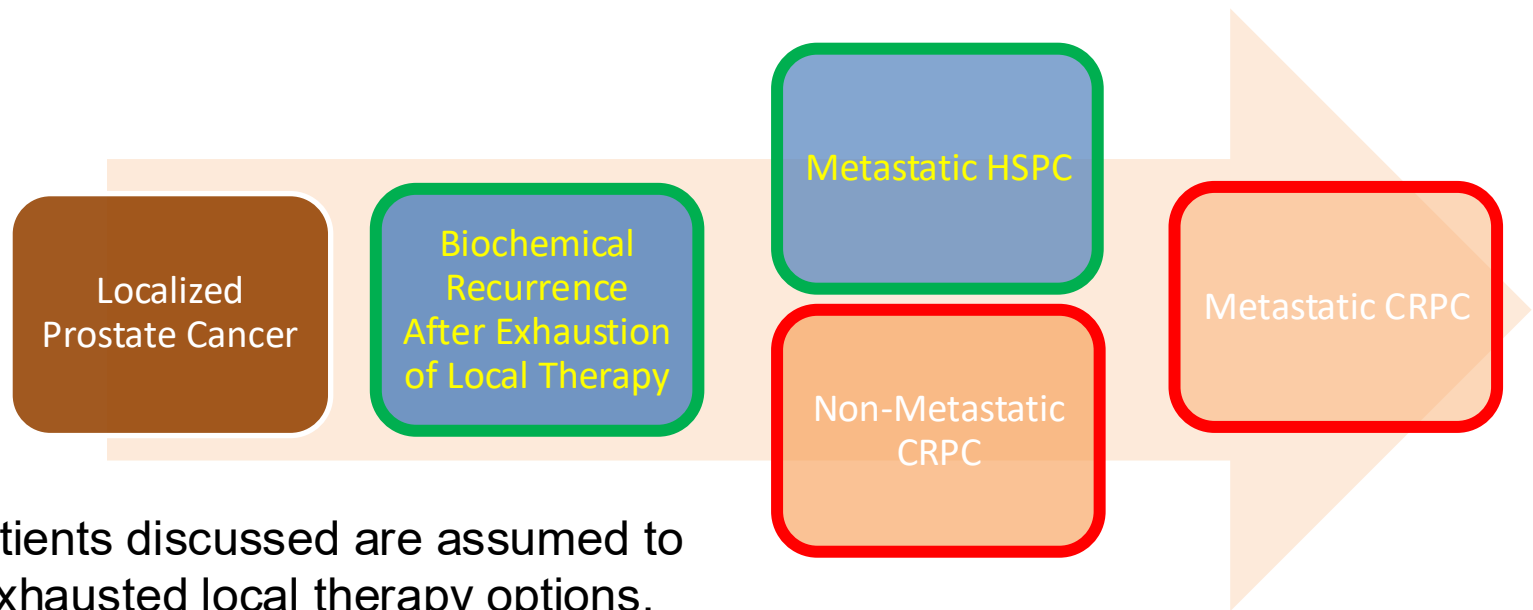 Localized
Prostate Cancer
Biochemical
Recurrence
After Exhaustion
of Local Therapy
Metastatic HSPC
Non-Metastatic
CRPC
Metastatic CRPC
tients discussed are assumed to
xhausted local therapy options.